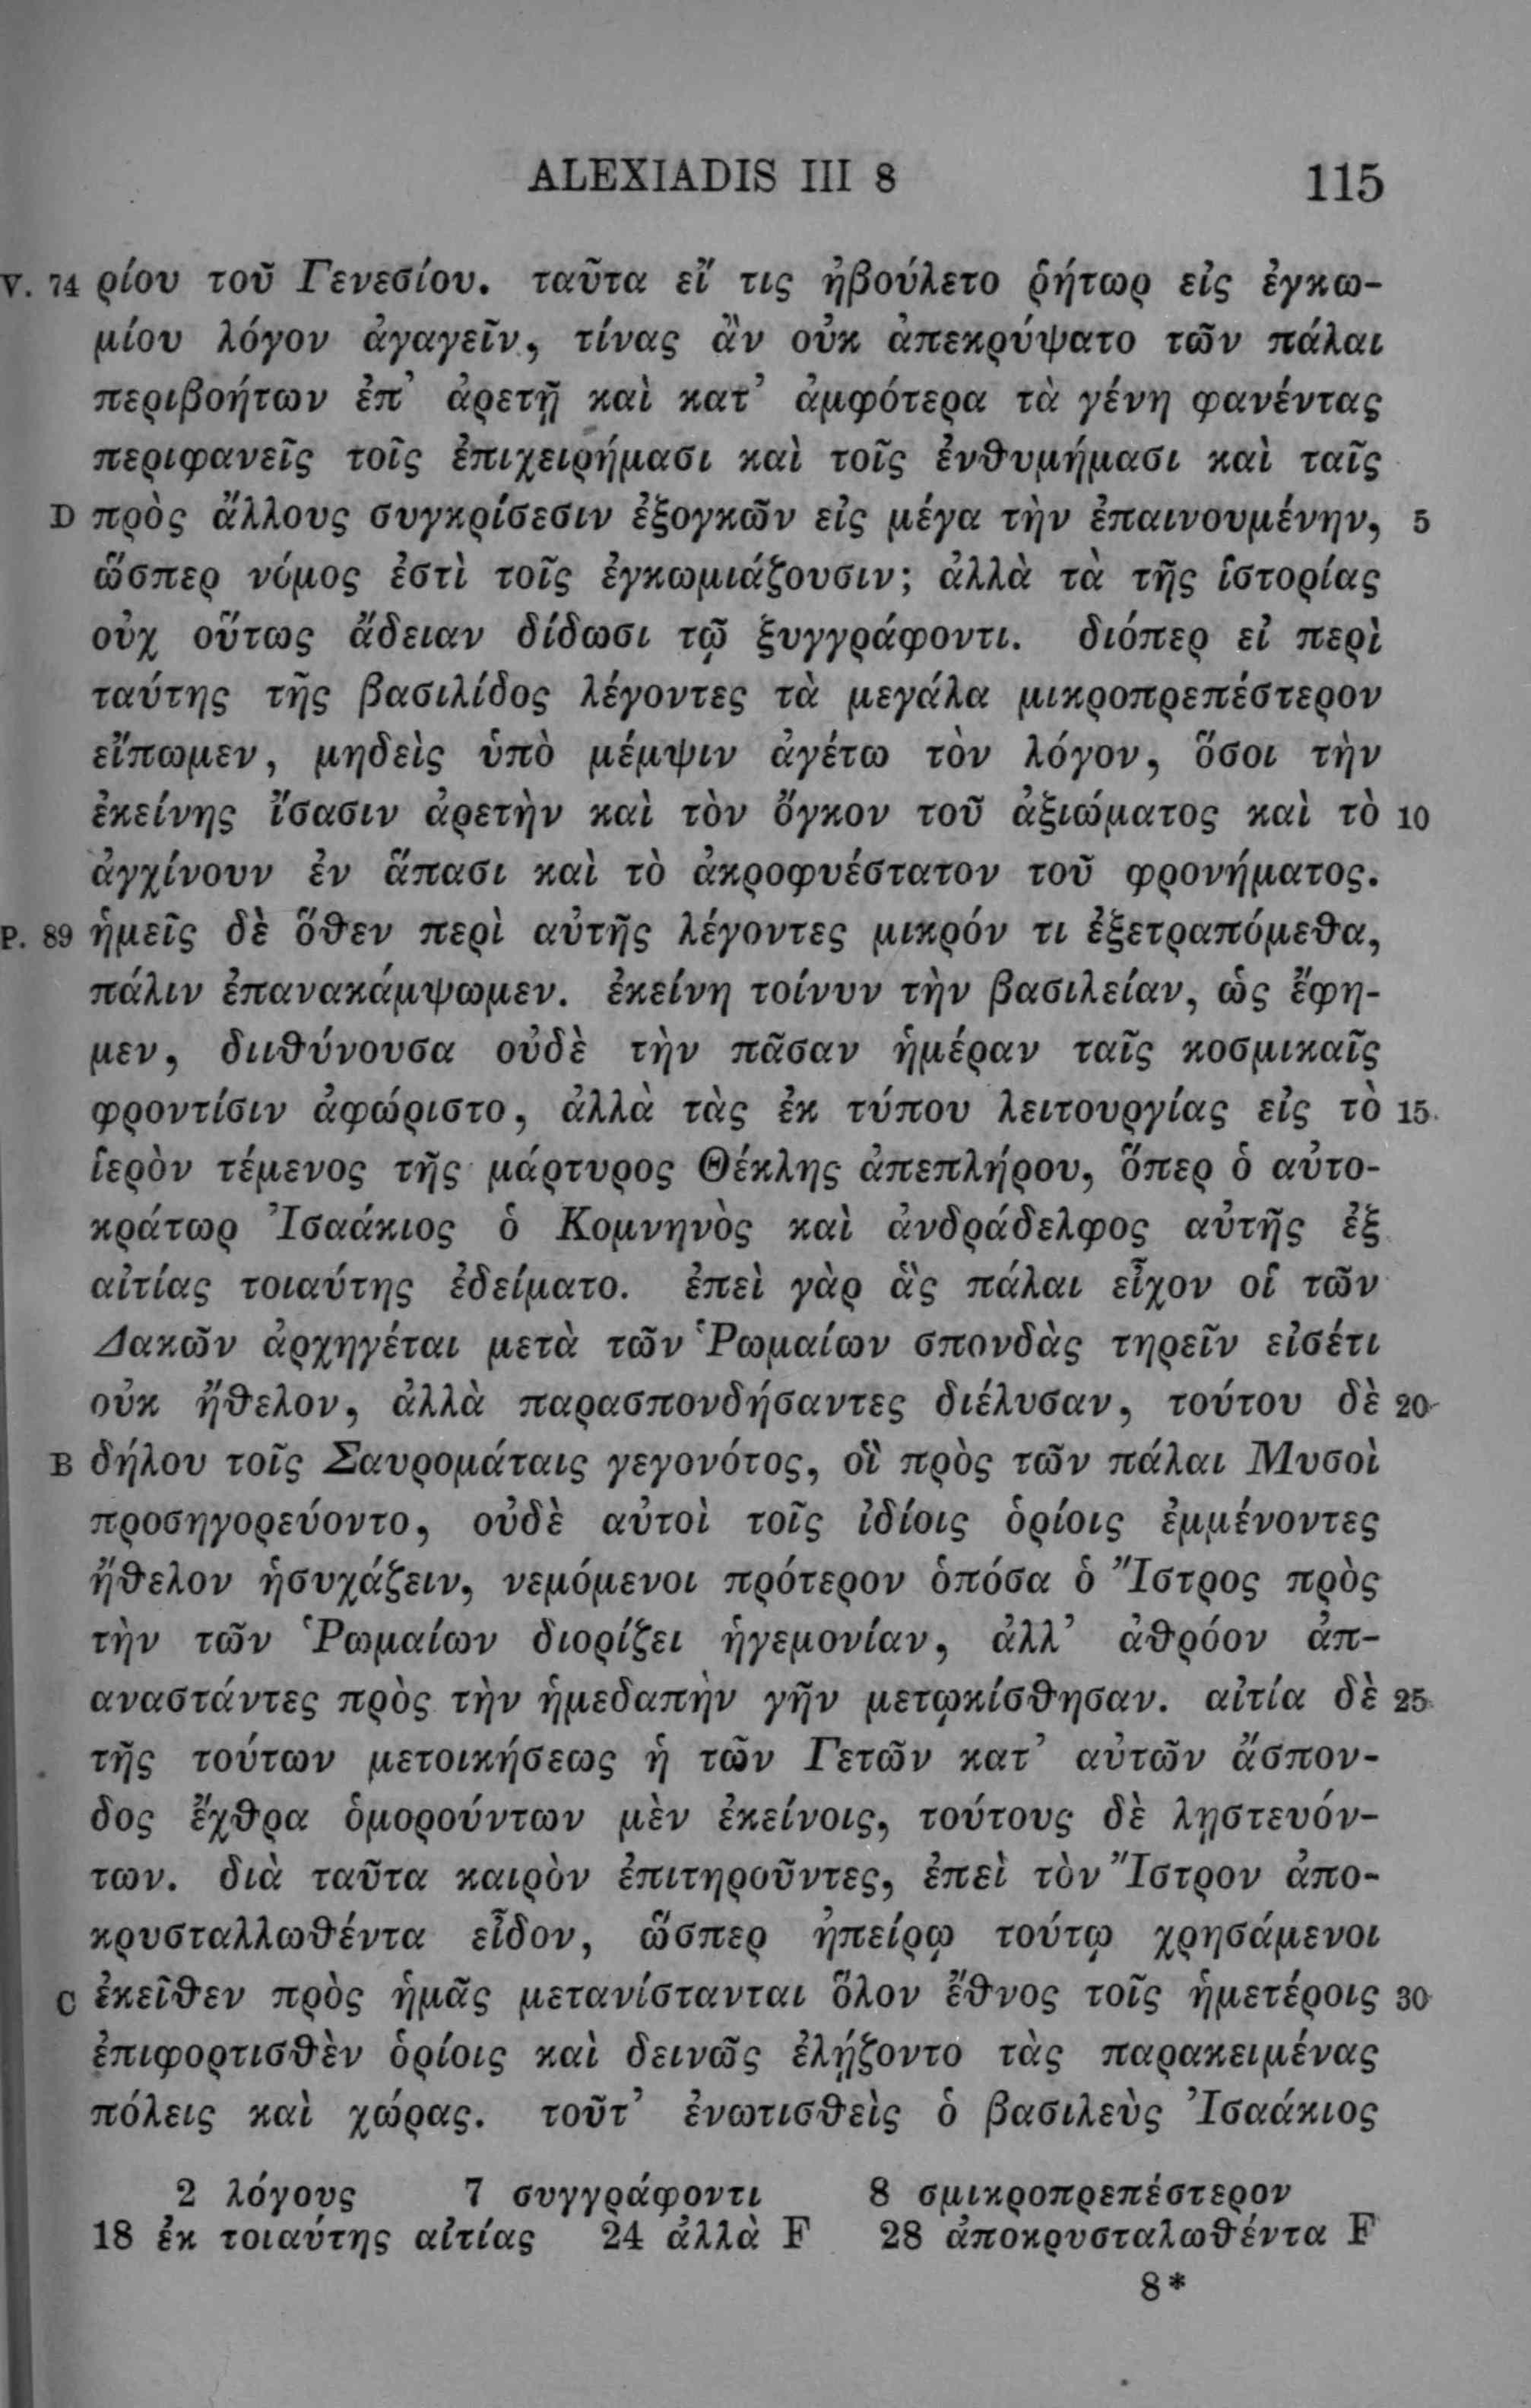 ALEXIADIS III 8 115
V. 74 ρίου τοῦ Γενεσίου. ταῦτα εἴ τις ἠβούλετο ῥήτωρ εἰς ἐγκω-
μίου λόγον ἀγαγεῖν, τίνας ἂν οὐκ ἀπεκρύψατο τῶν πάλαι
περιβοήτων ἐπ’ ἀρετῇ καὶ κατ’ ἀμφότερα τὰ γένη φανέντας
περιφανεῖς τοῖς ἐπιχειρήμασι καὶ τοῖς ἐνθυμήμασι καὶ ταῖς
D πρὸς ἄλλους συγκρίσεσιν ἐξογκῶν εἰς μέγα τὴν ἐπαινουμένην, 5
ὥσπερ νόμος ἐστὶ τοῖς ἐγκωμιάζουσιν; ἀλλὰ τὰ τῆς ἱστορίας
οὐχ οὕτως ἄδειαν δίδωσι τῷ ξυγγράφοντι. διόπερ εἰ περὶ
ταύτης τῆς βασιλίδος λέγοντες τὰ μεγάλα μικροπρεπέστερον
εἴπωμεν, μηδεὶς ὑπὸ μέμψιν ἀγέτω τὸν λόγον, ὅσοι τὴν
ἐκείνης ἴσασιν ἀρετὴν καὶ τὸν ὄγκον τοῦ ἀξιώματος καὶ τὸ 10
ἀγχίνουν ἐν ἅπασι καὶ τὸ ἀκροφυέστατον τοῦ φρονήματος.
P. 89 ἡμεῖς δὲ ὅθεν περὶ αὐτῆς λέγοντες μικρόν τι ἐξετραπόμεθα,
πάλιν ἐπανακάμψωμεν. ἐκείνη τοίνυν τὴν βασιλείαν, ὡς ἔφη-
μεν, διιθύνουσα οὐδὲ τὴν πᾶσαν ἡμέραν ταῖς κοσμικαῖς
φροντίσιν ἀφώριστο, ἀλλὰ τὰς ἐκ τύπου λειτουργίας εἰς τὸ 15
ἱερὸν τέμενος τῆς μάρτυρος Θέκλης ἀπεπλήρου, ὅπερ ὁ αὐτο-
κράτωρ Ἰσαάκιος ὁ Κομνηνὸς καὶ ἀνδράδελφος αὐτῆς ἐξ
αἰτίας τοιαύτης ἐδείματο. ἐπεὶ γὰρ ἃς πάλαι εἶχον οἱ τῶν
Δακῶν ἀρχηγέται μετὰ τῶν Ῥωμαίων σπονδὰς τηρεῖν εἰσέτι
οὐκ ἤθελον, ἀλλὰ παρασπονδήσαντες διέλυσαν, τούτου δὲ 20
B δήλου τοῖς Σαυρομάταις γεγονότος, οἳ πρὸς τῶν πάλαι Μυσοὶ
προσηγορεύοντο, οὐδὲ αὐτοὶ τοῖς ἰδίοις ὁρίοις ἐμμένοντες
ἤθελον ἡσυχάζειν, νεμόμενοι πρότερον ὁπόσα ὁ Ἴστρος πρὸς
τὴν τῶν Ῥωμαίων διορίζει ἡγεμονίαν, ἀλλ’ ἀθρόον ἀπ-
αναστάντες πρὸς τὴν ἡμεδαπὴν γῆν μετῳκίσθησαν. αἰτία δὲ 25
τῆς τούτων μετοικήσεως ἡ τῶν Γετῶν κατ’ αὐτῶν ἄσπον-
δος ἔχθρα ὁμορούντων μὲν ἐκείνοις, τούτους δὲ λῃστευόν-
των. διὰ ταῦτα καιρὸν ἐπιτηροῦντες, ἐπεὶ τὸν Ἴστρον ἀπο-
κρυσταλλωθέντα εἶδον, ὥσπερ ἠπείρῳ τούτῳ χρησάμενοι
C ἐκεῖθεν πρὸς ἡμᾶς μετανίστανται ὅλον ἔθνος τοῖς ἡμετέροις 30
ἐπιφορτισθὲν ὁρίοις καὶ δεινῶς ἐλῄζοντο τὰς παρακειμένας
πόλεις καὶ χώρας. τοῦτ’ ἐνωτισθεὶς ὁ βασιλεὺς Ἰσαάκιος
2 λόγους 7 συγγράφοντι 8 σμικροπρεπέστερον
18 ἐκ τοιαύτης αἰτίας 24 ἀλλὰ F 28 ἀποκρυσταλωθέντα F
8*